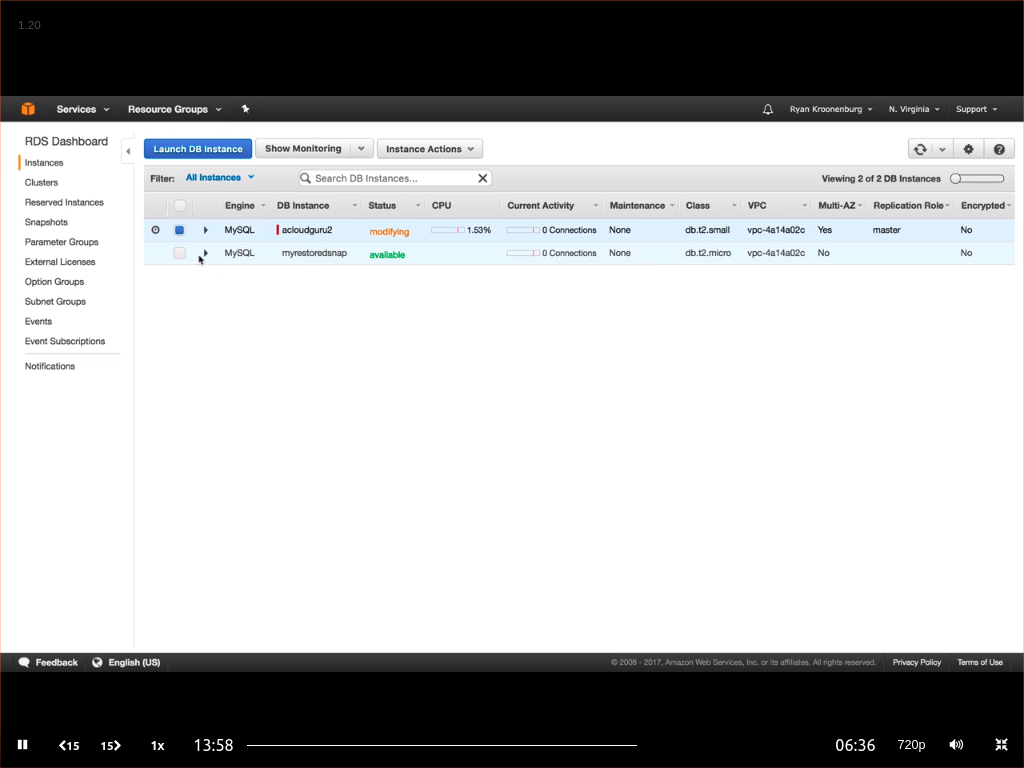 1.20
Services Resource Groups Ryan Kroonenburg N. Virginia Support
RDS Dashboard
Instances
Clusters
Reserved Instances
Snapshots
Parameter Groups
External Licenses
Option Groups
Subnet Groups
Events
Event Subscriptions
Notifications
Launch DB Instance Show Monitoring Instance Actions
Filter: All Instances Search DB Instances... Viewing 2 of 2 DB Instances
Engine DB Instance Status CPU Current Activity Maintenance Class VPC Multi-AZ Replication Role Encrypted
MySQL acloudguru2 modifying 1.53% 0 Connections None db.t2.small vpc-4a14a02c Yes master No
MySQL myrestoredsnap available 0 Connections None db.t2.micro vpc-4a14a02c No No
Feedback English (US) © 2008 - 2017, Amazon Web Services, Inc. or its affiliates. All rights reserved. Privacy Policy Terms of Use
15 15 1x 13:58 06:36 720p